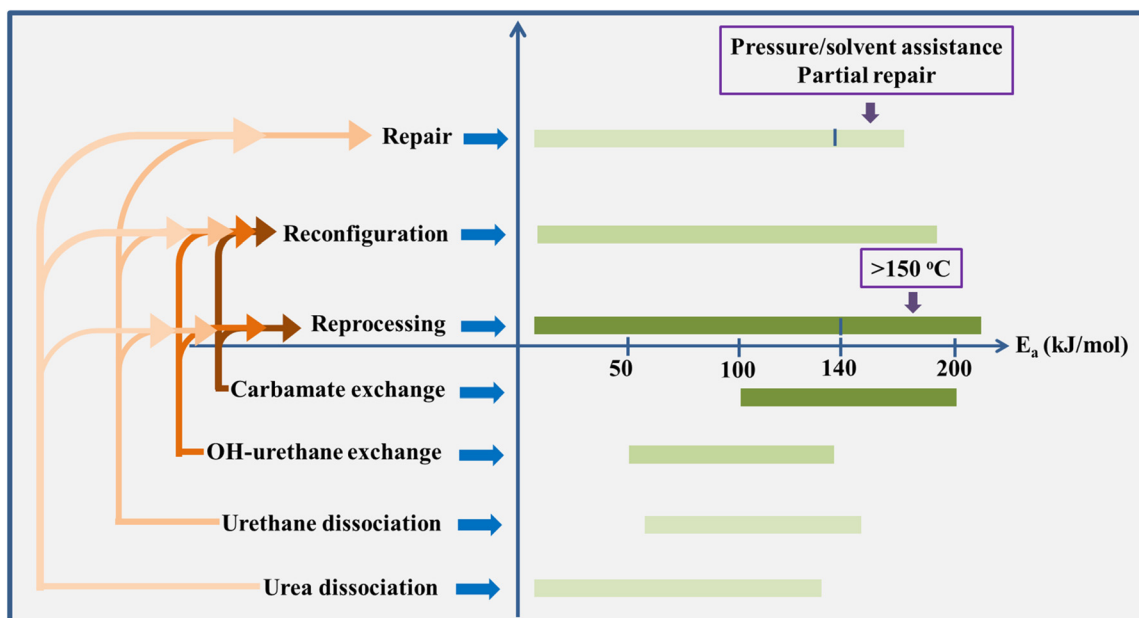 Pressure/solvent assistance
Partial repair
Repair
Reconfiguration
>150 ºC
Reprocessing
Eₐ (kJ/mol)
50
100
140
200
Carbamate exchange
OH-urethane exchange
Urethane dissociation
Urea dissociation